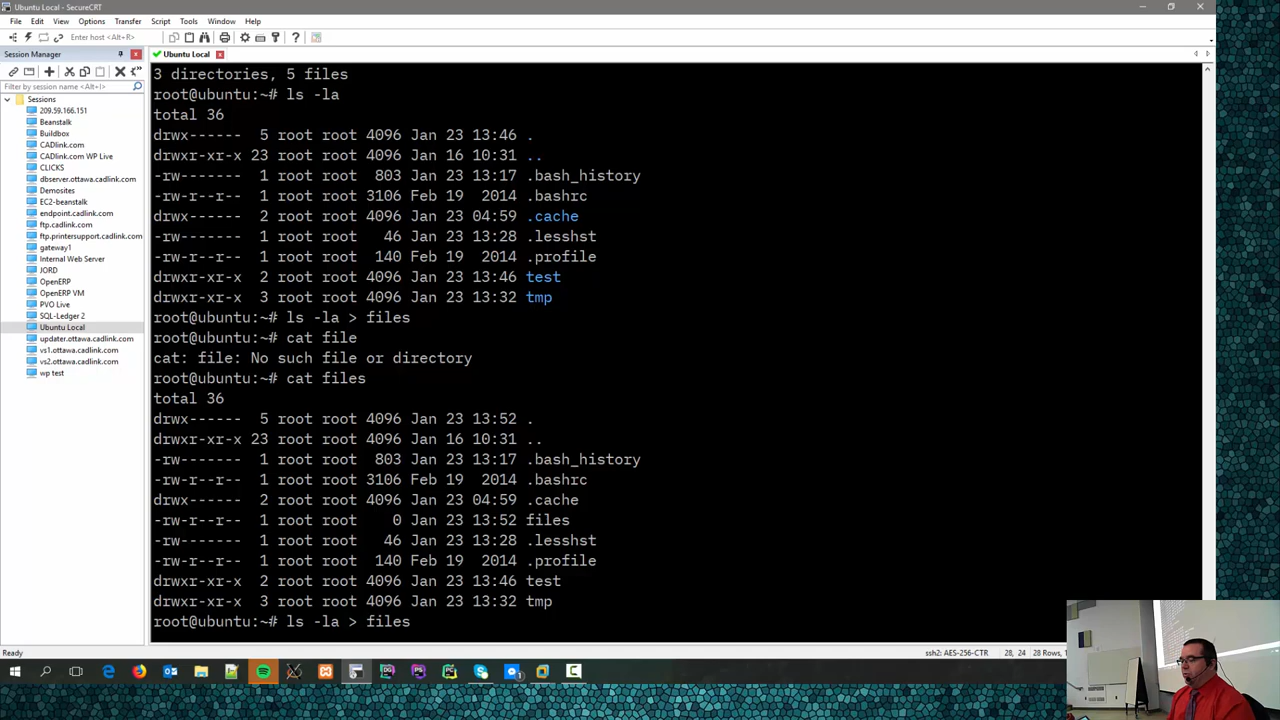 Ubuntu Local - SecureCRT
File Edit View Options Transfer Script Tools Window Help
Enter host <Alt+R>
Session Manager
Filter by session name <Alt+I>
Sessions
209.59.166.151
Beanstalk
Buildbox
CADlink.com
CADlink.com WP Live
CLICKS
dbserver.ottawa.cadlink.com
Demosites
EC2-beanstalk
endpoint.cadlink.com
ftp.cadlink.com
ftp.printersupport.cadlink.com
gateway1
Internal Web Server
JORD
OpenERP
OpenERP VM
PVO Live
SQL-Ledger 2
Ubuntu Local
updater.ottawa.cadlink.com
vs1.ottawa.cadlink.com
vs2.ottawa.cadlink.com
wp test
Ubuntu Local
3 directories, 5 files
root@ubuntu:~# ls -la
total 36
drwx------ 5 root root 4096 Jan 23 13:46 .
drwxr-xr-x 23 root root 4096 Jan 16 10:31 ..
-rw------- 1 root root 803 Jan 23 13:17 .bash_history
-rw-r--r-- 1 root root 3106 Feb 19 2014 .bashrc
drwx------ 2 root root 4096 Jan 23 04:59 .cache
-rw------- 1 root root 46 Jan 23 13:28 .lesshst
-rw-r--r-- 1 root root 140 Feb 19 2014 .profile
drwxr-xr-x 2 root root 4096 Jan 23 13:46 test
drwxr-xr-x 3 root root 4096 Jan 23 13:32 tmp
root@ubuntu:~# ls -la > files
root@ubuntu:~# cat file
cat: file: No such file or directory
root@ubuntu:~# cat files
total 36
drwx------ 5 root root 4096 Jan 23 13:52 .
drwxr-xr-x 23 root root 4096 Jan 16 10:31 ..
-rw------- 1 root root 803 Jan 23 13:17 .bash_history
-rw-r--r-- 1 root root 3106 Feb 19 2014 .bashrc
drwx------ 2 root root 4096 Jan 23 04:59 .cache
-rw-r--r-- 1 root root 0 Jan 23 13:52 files
-rw------- 1 root root 46 Jan 23 13:28 .lesshst
-rw-r--r-- 1 root root 140 Feb 19 2014 .profile
drwxr-xr-x 2 root root 4096 Jan 23 13:46 test
drwxr-xr-x 3 root root 4096 Jan 23 13:32 tmp
root@ubuntu:~# ls -la > files
Ready
ssh2: AES-256-CTR 28, 24 28 Rows,